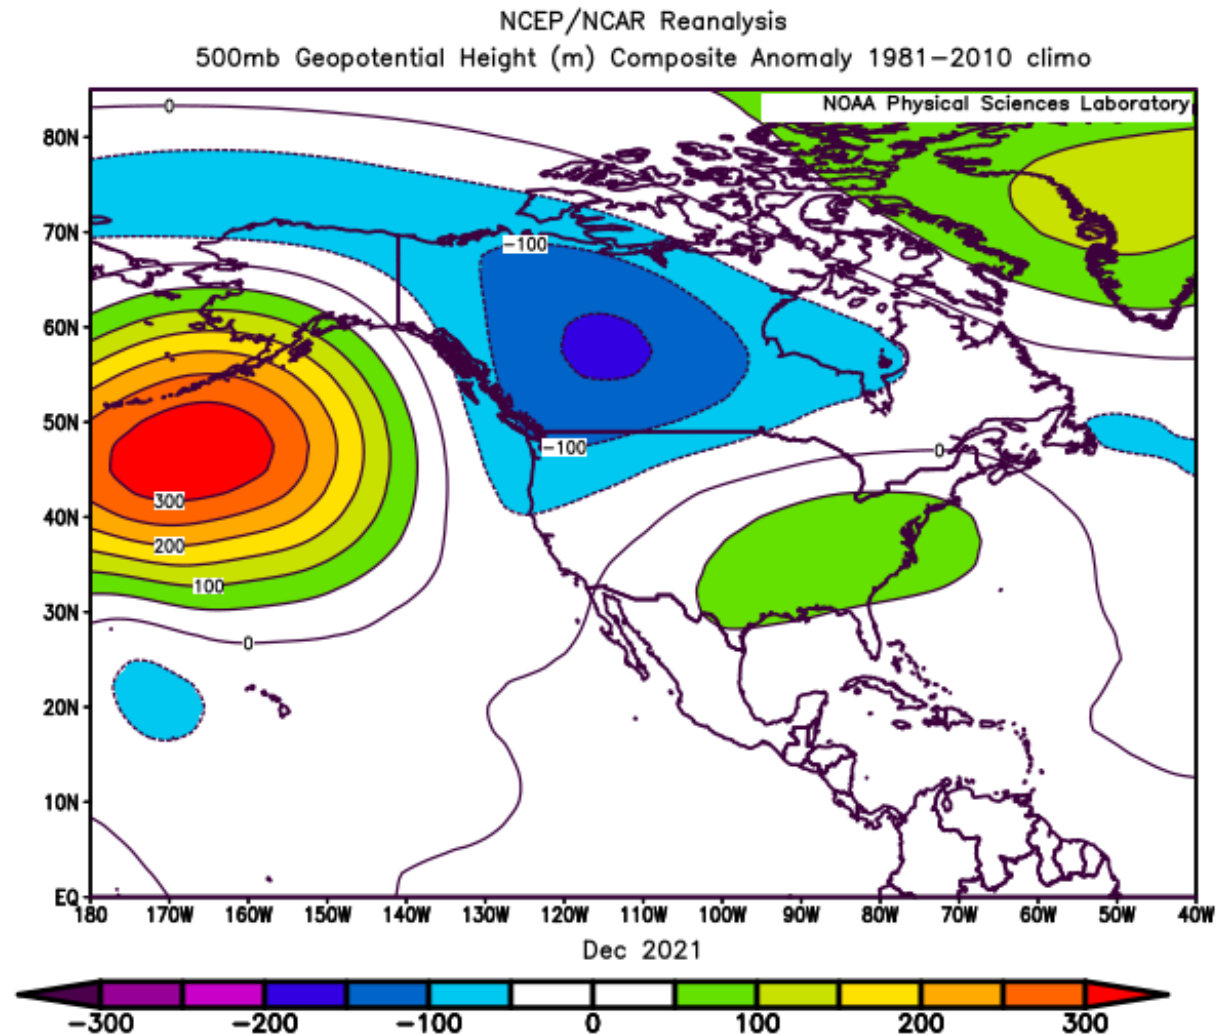 NCEP/NCAR Reanalysis
500mb Geopotential Height (m) Composite Anomaly 1981−2010 climo
NOAA Physical Sciences Laboratory
0
80N
70N
−100
60N
50N
−100
0
300
40N
200
100
30N
0
20N
10N
EQ
180 170W 160W 150W 140W 130W 120W 110W 100W 90W 80W 70W 60W 50W 40W
Dec 2021
−300 −200 −100 0 100 200 300